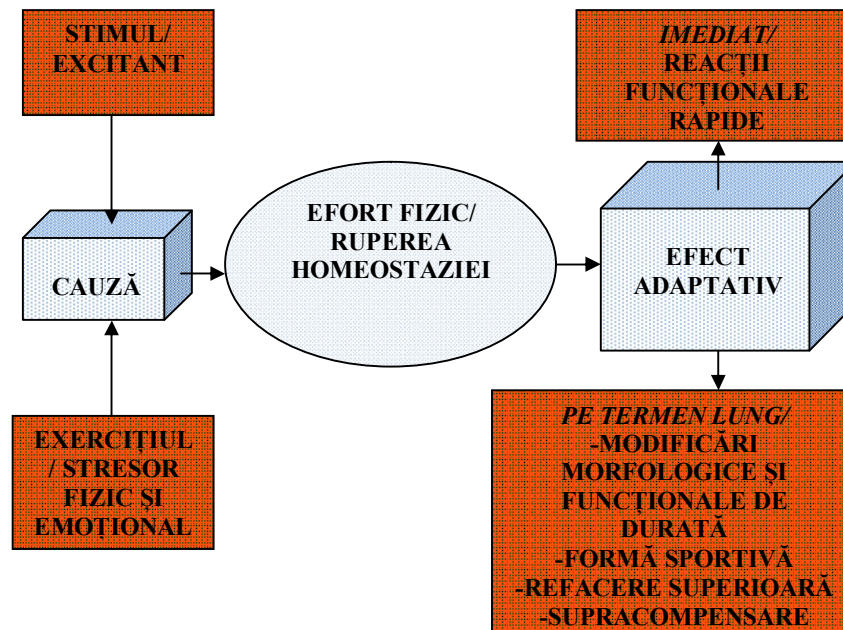 STIMUL/
EXCITANT
IMEDIAT/
REACȚII
FUNCȚIONALE
RAPIDE
CAUZĂ
EFORT FIZIC/
RUPEREA
HOMEOSTAZIEI
EFECT
ADAPTATIV
EXERCIȚIUL
/ STRESOR
FIZIC ȘI
EMOȚIONAL
PE TERMEN LUNG/
-MODIFICĂRI
MORFOLOGICE ȘI
FUNCȚIONALE DE
DURATĂ
-FORMĂ SPORTIVĂ
-REFACERE SUPERIOARĂ
-SUPRACOMPENSARE